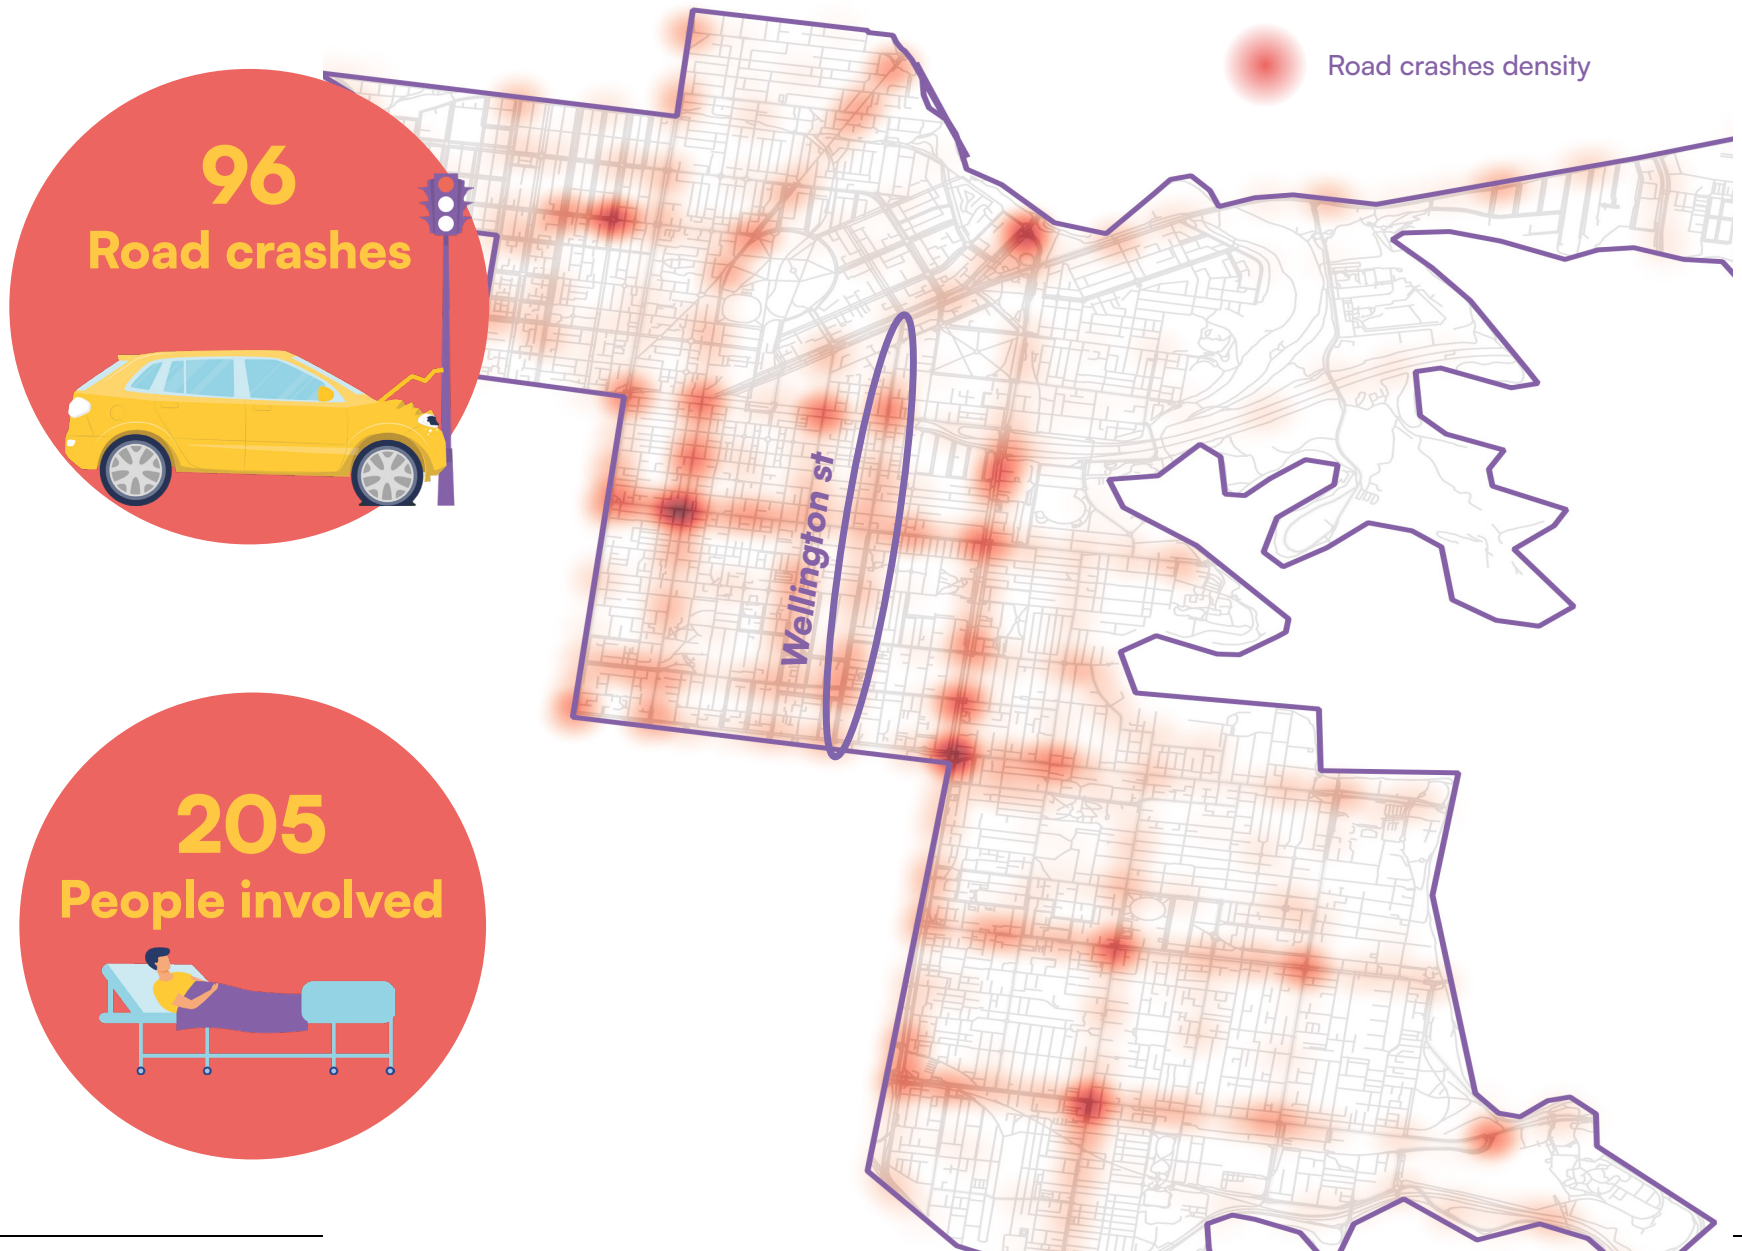 Road crashes density
96
Road crashes
Wellington st
205
People involved